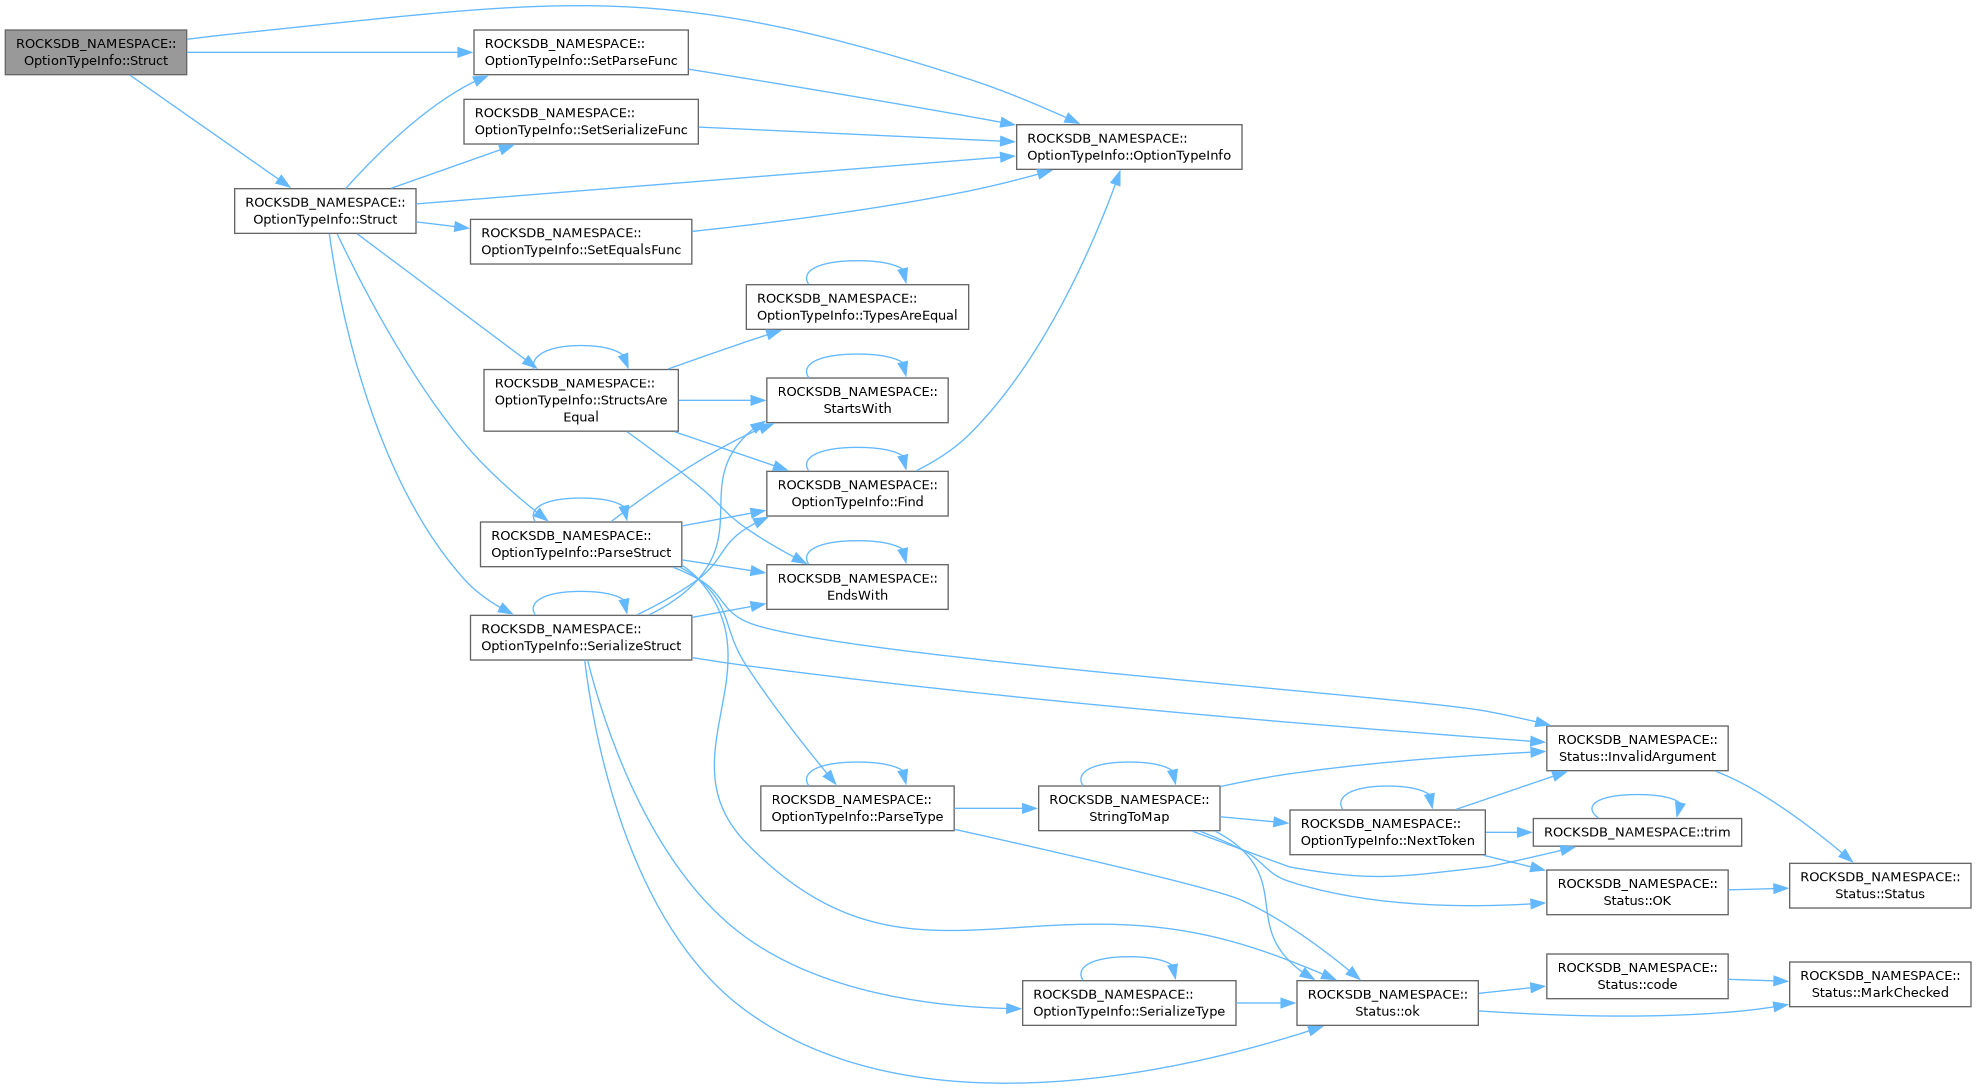 ROCKSDB_NAMESPACE::
OptionTypeInfo::Struct
ROCKSDB_NAMESPACE::
OptionTypeInfo::SetParseFunc
ROCKSDB_NAMESPACE::
OptionTypeInfo::SetSerializeFunc
ROCKSDB_NAMESPACE::
OptionTypeInfo::OptionTypeInfo
ROCKSDB_NAMESPACE::
OptionTypeInfo::Struct
ROCKSDB_NAMESPACE::
OptionTypeInfo::SetEqualsFunc
ROCKSDB_NAMESPACE::
OptionTypeInfo::TypesAreEqual
ROCKSDB_NAMESPACE::
OptionTypeInfo::StructsAre
Equal
ROCKSDB_NAMESPACE::
StartsWith
ROCKSDB_NAMESPACE::
OptionTypeInfo::Find
ROCKSDB_NAMESPACE::
OptionTypeInfo::ParseStruct
ROCKSDB_NAMESPACE::
EndsWith
ROCKSDB_NAMESPACE::
OptionTypeInfo::SerializeStruct
ROCKSDB_NAMESPACE::
Status::InvalidArgument
ROCKSDB_NAMESPACE::
OptionTypeInfo::ParseType
ROCKSDB_NAMESPACE::
StringToMap
ROCKSDB_NAMESPACE::
OptionTypeInfo::NextToken
ROCKSDB_NAMESPACE::trim
ROCKSDB_NAMESPACE::
Status::OK
ROCKSDB_NAMESPACE::
Status::Status
ROCKSDB_NAMESPACE::
OptionTypeInfo::SerializeType
ROCKSDB_NAMESPACE::
Status::ok
ROCKSDB_NAMESPACE::
Status::code
ROCKSDB_NAMESPACE::
Status::MarkChecked